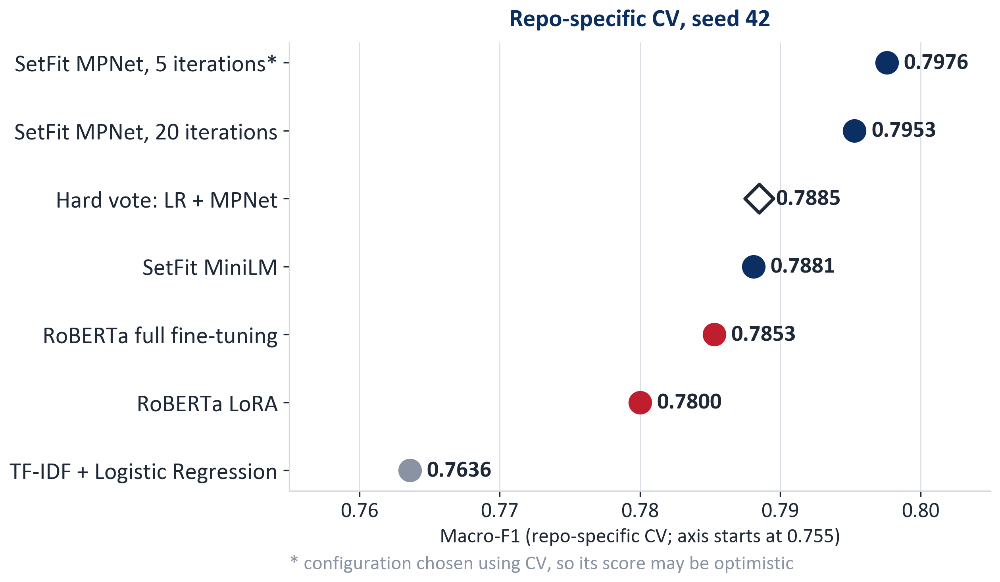 Repo-specific CV, seed 42
SetFit MPNet, 5 iterations* 0.7976
SetFit MPNet, 20 iterations 0.7953
Hard vote: LR + MPNet 0.7885
SetFit MiniLM 0.7881
RoBERTa full fine-tuning 0.7853
RoBERTa LoRA 0.7800
TF-IDF + Logistic Regression 0.7636
0.76 0.77 0.78 0.79 0.80
Macro-F1 (repo-specific CV; axis starts at 0.755)
* configuration chosen using CV, so its score may be optimistic